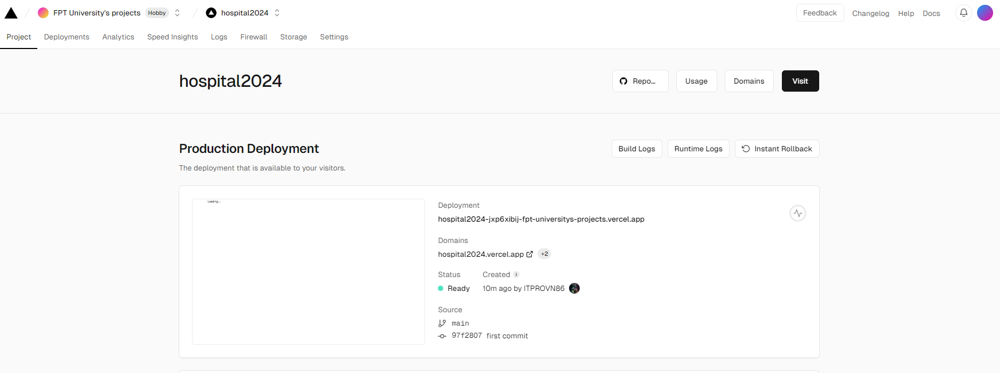 FPT University's projects Hobby hospital2024 Feedback Changelog Help Docs
Project Deployments Analytics Speed Insights Logs Firewall Storage Settings
hospital2024 Repo... Usage Domains Visit
Production Deployment Build Logs Runtime Logs Instant Rollback
The deployment that is available to your visitors.
Loading..
Deployment
hospital2024-jxp6xibij-fpt-universitys-projects.vercel.app
Domains
hospital2024.vercel.app +2
Status Created i
Ready 10m ago by ITPROVN86
Source
main
97f2807 first commit